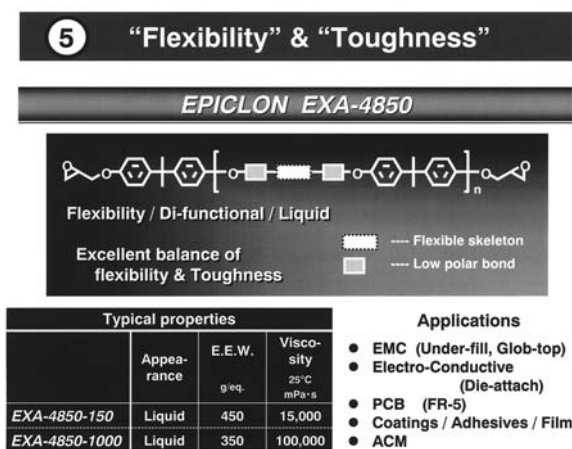 5 “Flexibility” & “Toughness”
EPICLON EXA-4850
O O O O O O n
Flexibility / Di-functional / Liquid
Excellent balance of
flexibility & Toughness
---- Flexible skeleton
---- Low polar bond
Typical properties
Appea-
rance
E.E.W.
g/eq.
Visco-
sity
25°C
mPa·s
EXA-4850-150 Liquid 450 15,000
EXA-4850-1000 Liquid 350 100,000
Applications
● EMC (Under-fill, Glob-top)
● Electro-Conductive
(Die-attach)
● PCB (FR-5)
● Coatings / Adhesives / Film
● ACM